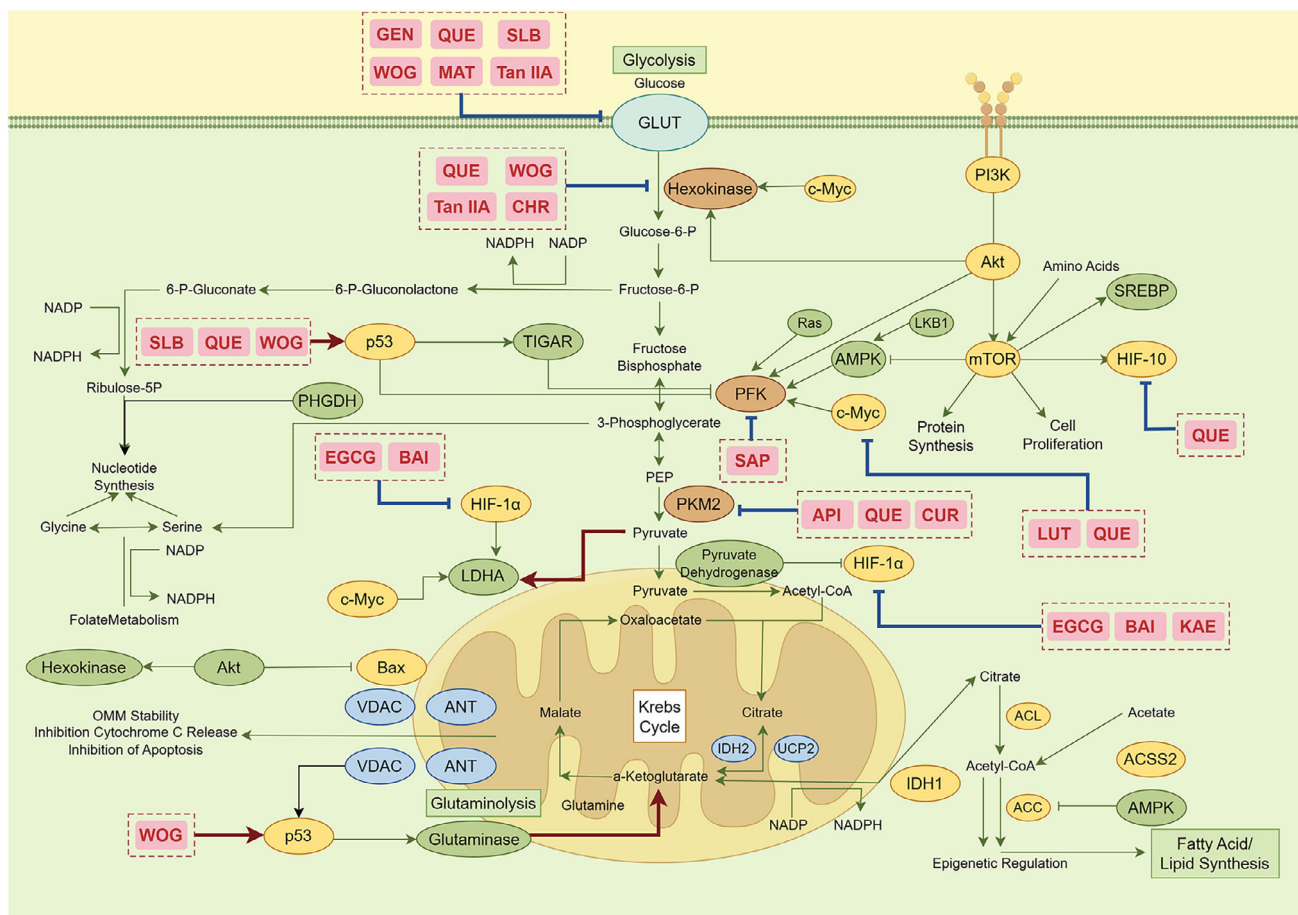 GEN QUE SLB
WOG MAT Tan IIA
Glycolysis
Glucose
GLUT
QUE WOG
Tan IIA CHR
Hexokinase
c-Myc
PI3K
Glucose-6-P
NADPH NADP
Akt
Amino Acids
SREBP
6-P-Gluconate
6-P-Gluconolactone
Fructose-6-P
NADP
NADPH
SLB QUE WOG
p53
TIGAR
Fructose
Bisphosphate
Ras
LKB1
AMPK
mTOR
HIF-10
Ribulose-5P
PHGDH
PFK
c-Myc
Protein
Synthesis
Cell
Proliferation
QUE
3-Phosphoglycerate
EGCG BAI
SAP
Nucleotide
Synthesis
PEP
HIF-1α
PKM2
API QUE CUR
LUT QUE
Glycine
Serine
Pyruvate
NADP
NADPH
LDHA
Pyruvate
Dehydrogenase
HIF-1α
c-Myc
Pyruvate
Acetyl-CoA
FolateMetabolism
Oxaloacetate
EGCG BAI KAE
Hexokinase
Akt
Bax
Citrate
VDAC
ANT
Malate
Krebs
Cycle
Citrate
ACL
Acetate
OMM Stability
Inhibition Cytochrome C Release
Inhibition of Apoptosis
IDH2
UCP2
VDAC
ANT
a-Ketoglutarate
IDH1
Acetyl-CoA
ACSS2
Glutaminolysis
Glutamine
NADP
NADPH
ACC
AMPK
WOG
p53
Glutaminase
Epigenetic Regulation
Fatty Acid/
Lipid Synthesis